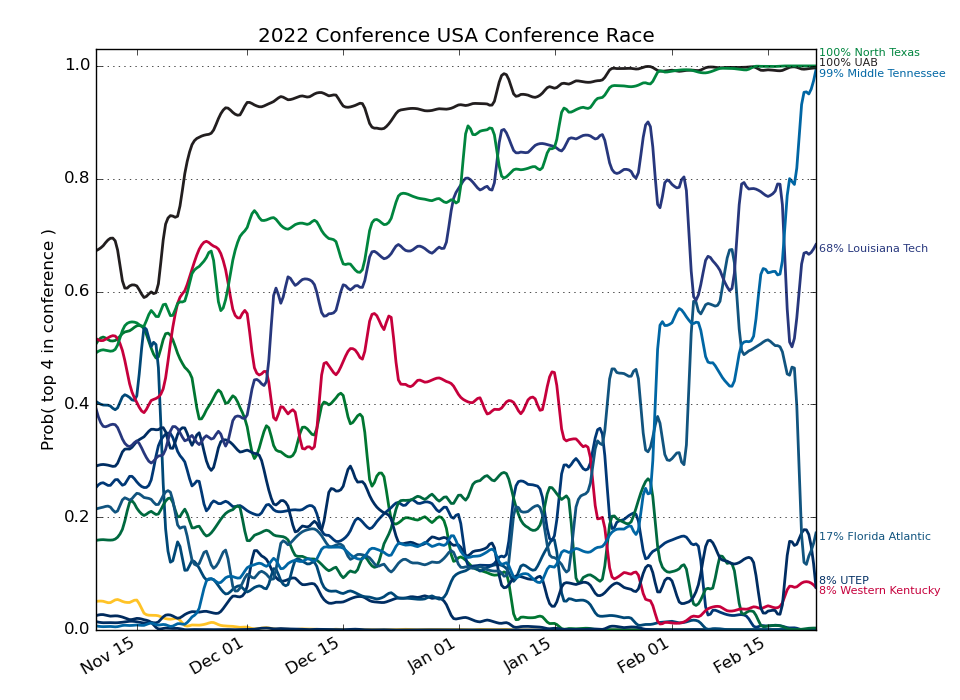 2022 Conference USA Conference Race
Prob( top 4 in conference )
1.0
0.8
0.6
0.4
0.2
0.0
Nov 15
Dec 01
Dec 15
Jan 01
Jan 15
Feb 01
Feb 15
100% North Texas
100% UAB
99% Middle Tennessee
68% Louisiana Tech
17% Florida Atlantic
8% UTEP
8% Western Kentucky